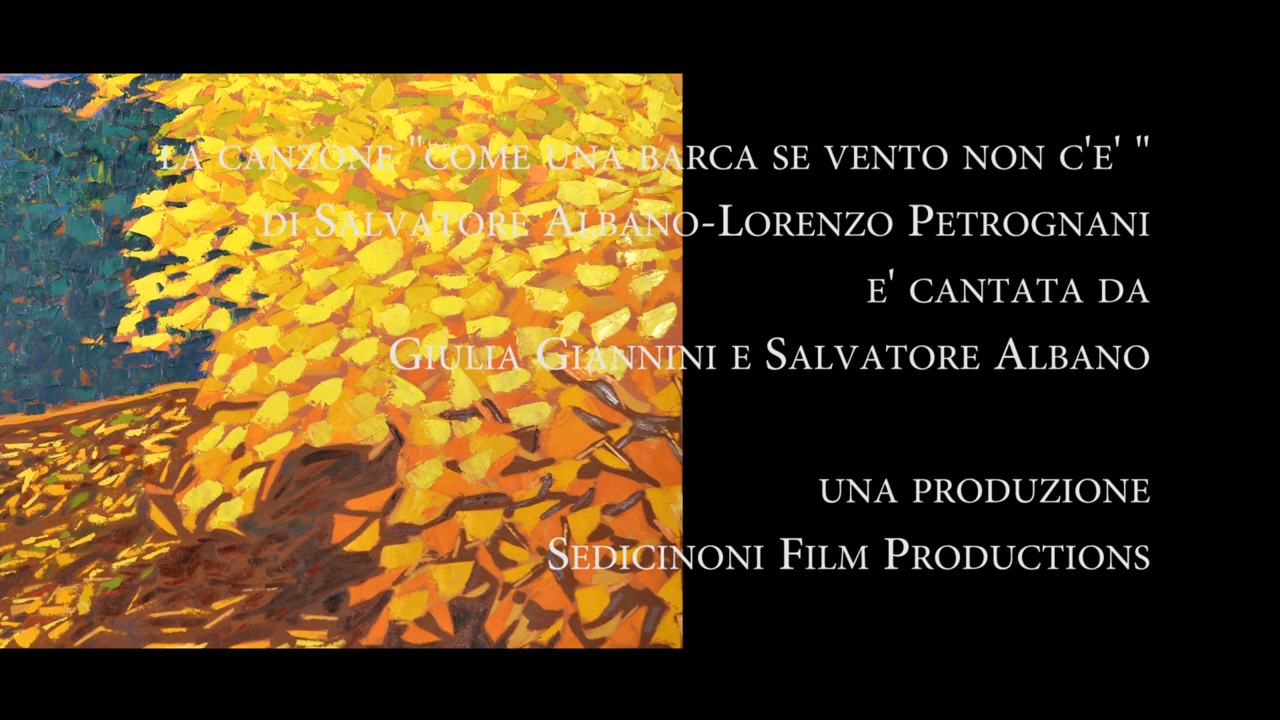 La canzone "come una barca se vento non c'e' "
di Salvatore Albano-Lorenzo Petrognani
e' cantata da
Giulia Giannini e Salvatore Albano
una produzione
Sedicinoni Film Productions